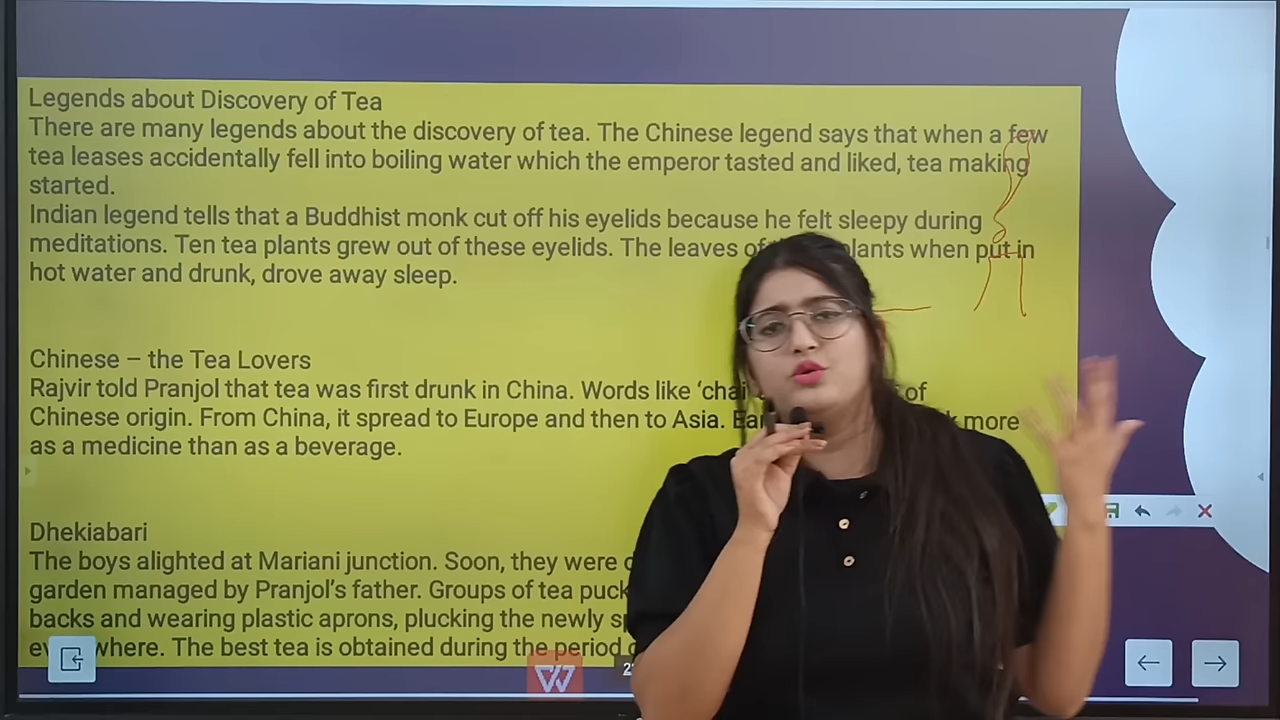 Legends about Discovery of Tea
There are many legends about the discovery of tea. The Chinese legend says that when a few
tea leases accidentally fell into boiling water which the emperor tasted and liked, tea making
started.
Indian legend tells that a Buddhist monk cut off his eyelids because he felt sleepy during
meditations. Ten tea plants grew out of these eyelids. The leaves of plants when put in
hot water and drunk, drove away sleep.
Chinese – the Tea Lovers
Rajvir told Pranjol that tea was first drunk in China. Words like ‘chai of
Chinese origin. From China, it spread to Europe and then to Asia. more
as a medicine than as a beverage.
Dhekiabari
The boys alighted at Mariani junction. Soon, they were
garden managed by Pranjol’s father. Groups of tea
backs and wearing plastic aprons, plucking the newly
The best tea is obtained during the period